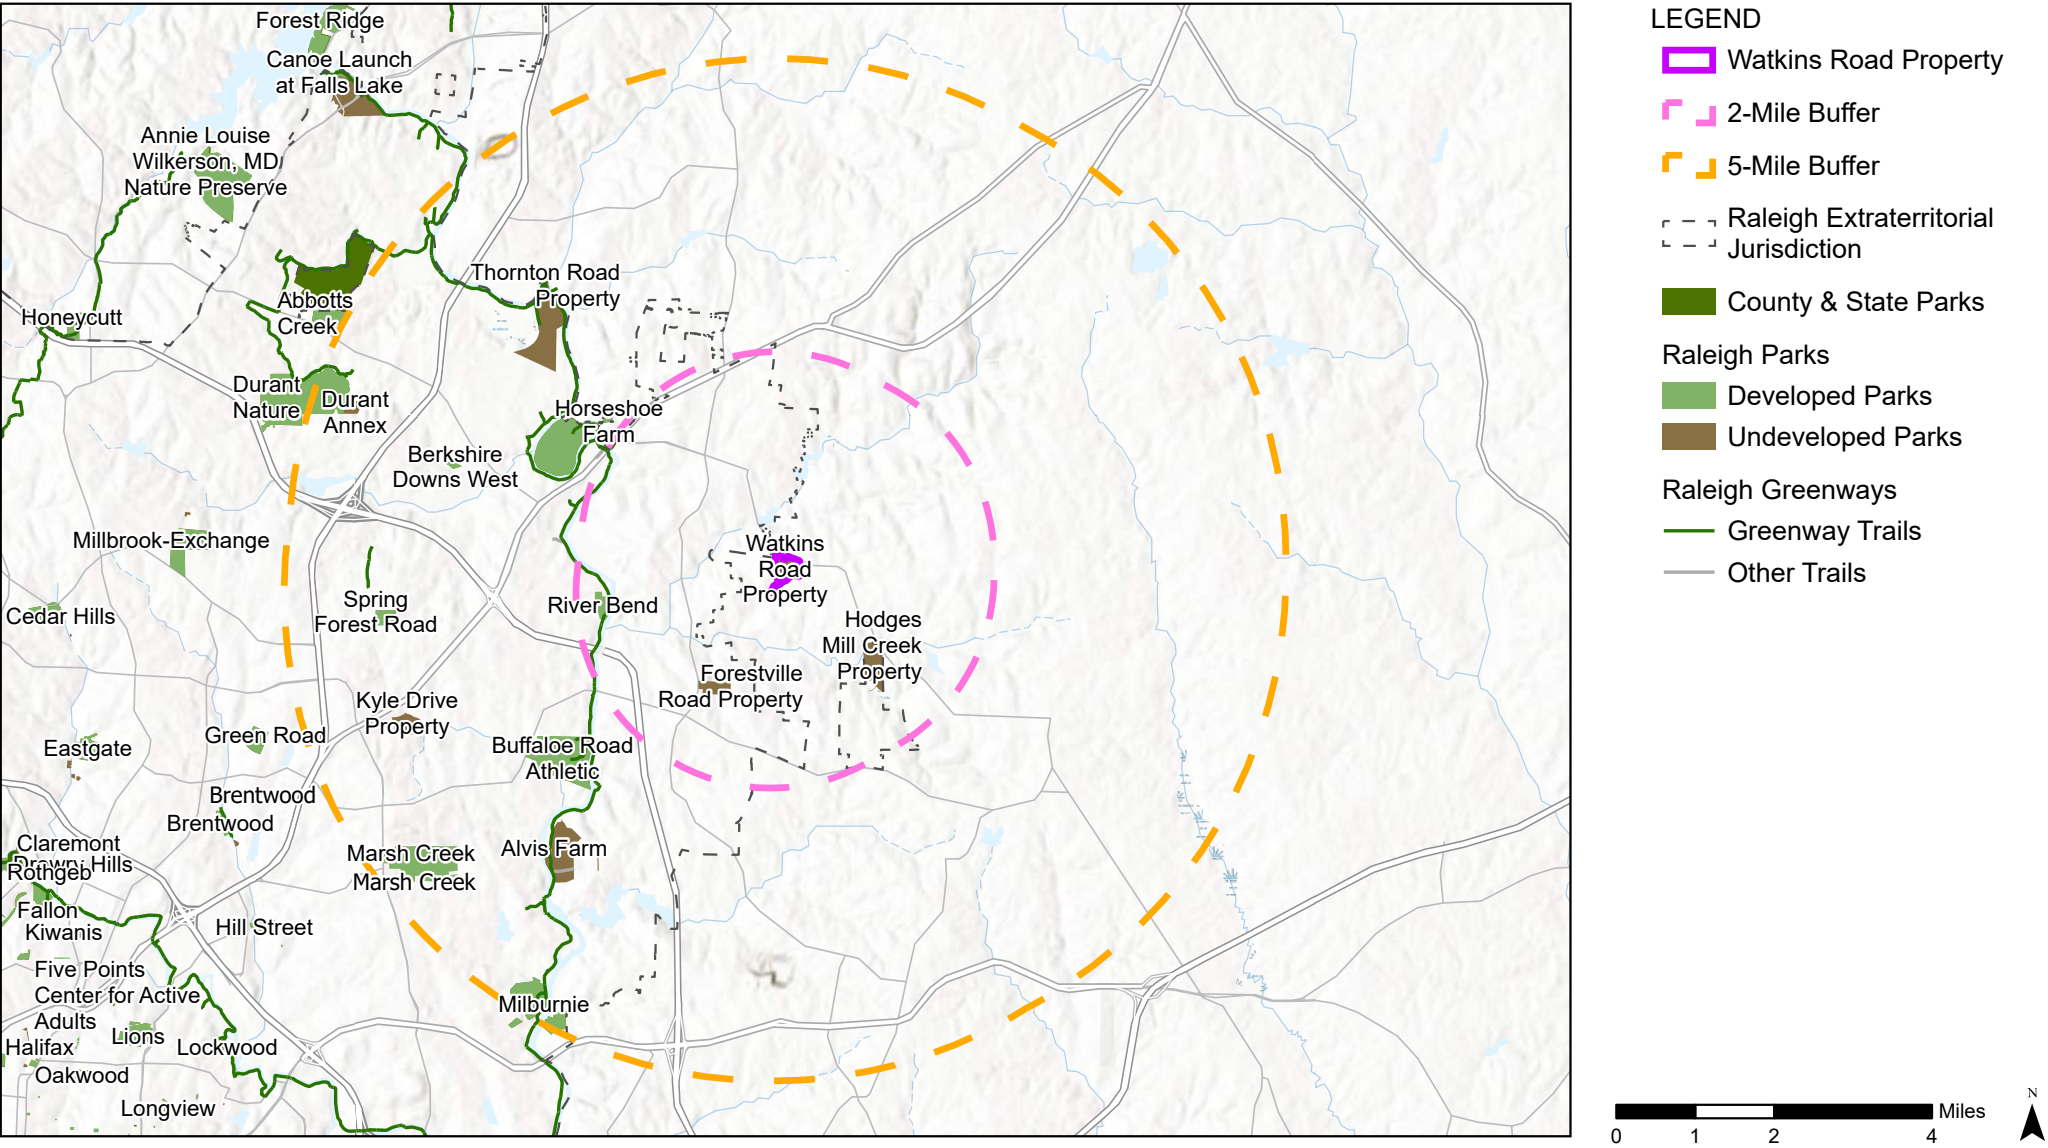 Forest Ridge
Canoe Launch
at Falls Lake
Annie Louise
Wilkerson, MD
Nature Preserve
Thornton Road
Property
Abbotts
Creek
Honeycutt
Durant
Nature
Durant
Annex
Horseshoe
Farm
Berkshire
Downs West
Millbrook-Exchange
Watkins
Road
Property
Cedar Hills
Spring
Forest Road
River Bend
Hodges
Mill Creek
Property
Forestville
Road Property
Kyle Drive
Property
Green Road
Eastgate
Buffaloe Road
Athletic
Brentwood
Brentwood
Claremont
Drewry Hills
Rothgeb
Marsh Creek
Marsh Creek
Alvis Farm
Fallon
Kiwanis
Hill Street
Five Points
Center for Active
Adults
Milburnie
Lions
Halifax
Lockwood
Oakwood
Longview
LEGEND
Watkins Road Property
2-Mile Buffer
5-Mile Buffer
Raleigh Extraterritorial
Jurisdiction
County & State Parks
Raleigh Parks
Developed Parks
Undeveloped Parks
Raleigh Greenways
Greenway Trails
Other Trails
Miles
0 1 2 4
N